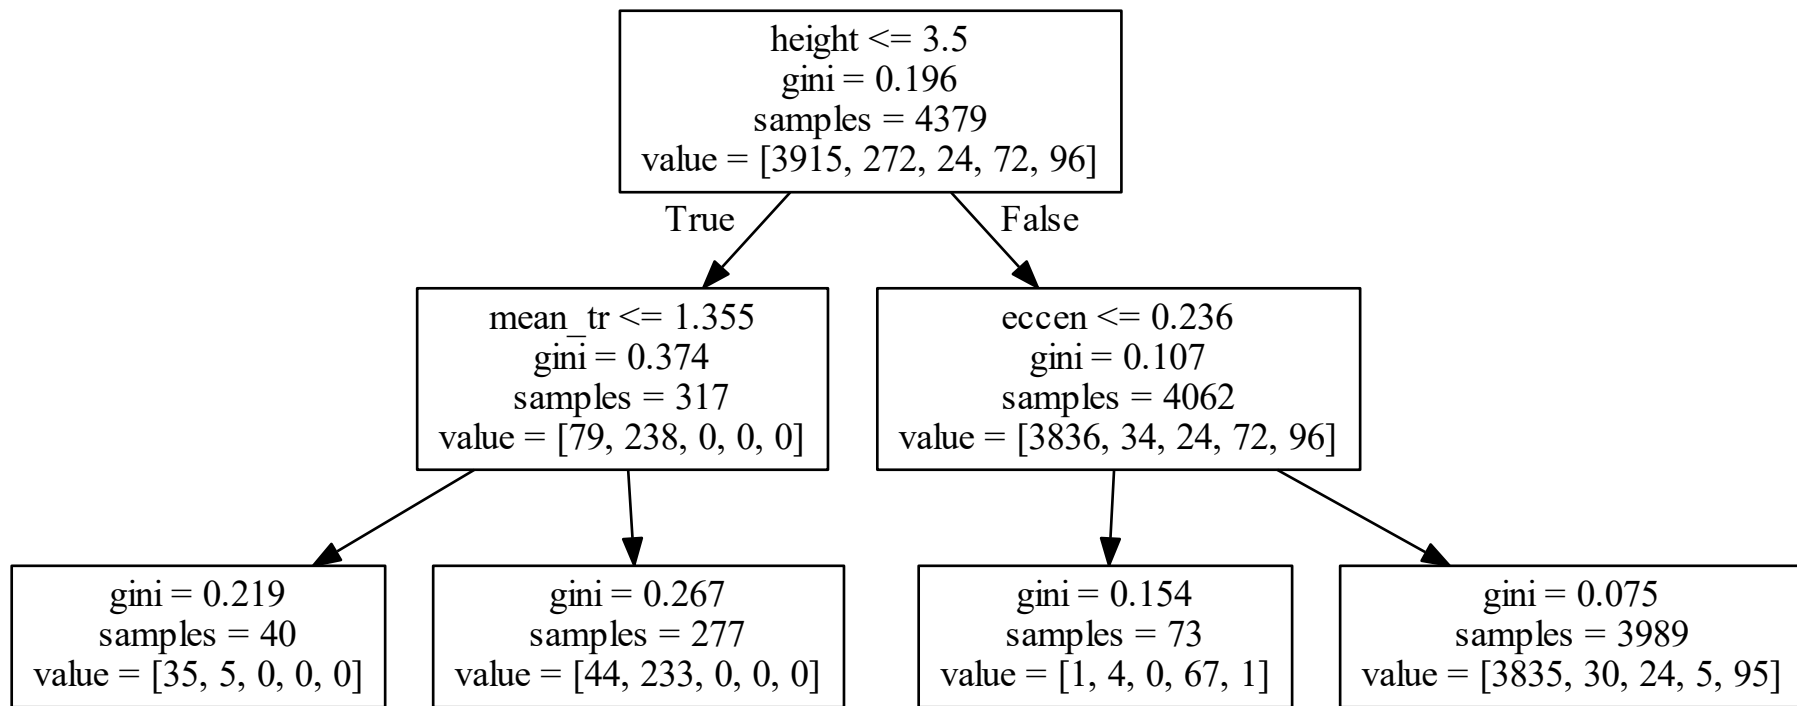 height <= 3.5
gini = 0.196
samples = 4379
value = [3915, 272, 24, 72, 96]
True
False
mean_tr <= 1.355
gini = 0.374
samples = 317
value = [79, 238, 0, 0, 0]
eccen <= 0.236
gini = 0.107
samples = 4062
value = [3836, 34, 24, 72, 96]
gini = 0.219
samples = 40
value = [35, 5, 0, 0, 0]
gini = 0.267
samples = 277
value = [44, 233, 0, 0, 0]
gini = 0.154
samples = 73
value = [1, 4, 0, 67, 1]
gini = 0.075
samples = 3989
value = [3835, 30, 24, 5, 95]